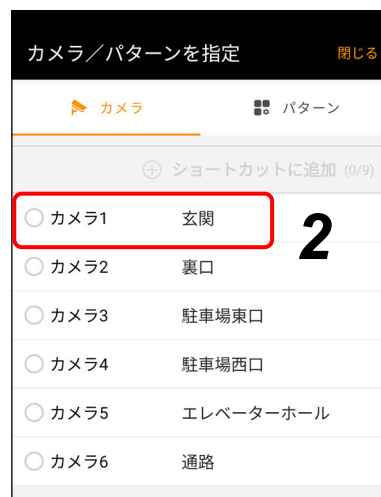 カメラ／パターンを指定 閉じる
カメラ パターン
ショートカットに追加 (0/9)
カメラ1 玄関
2
カメラ2 裏口
カメラ3 駐車場東口
カメラ4 駐車場西口
カメラ5 エレベーターホール
カメラ6 通路